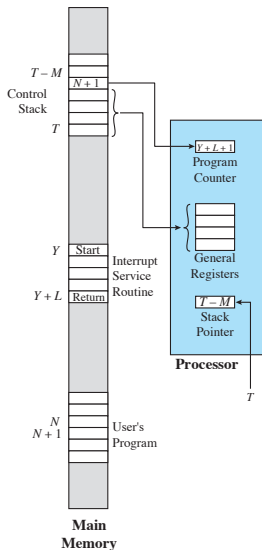 T – M
N + 1
Control
Stack
T
Y + L + 1
Program
Counter
General
Registers
T – M
Stack
Pointer
Processor
T
Y
Start
Interrupt
Service
Routine
Y + L
Return
N
N + 1
User's
Program
Main
Memory